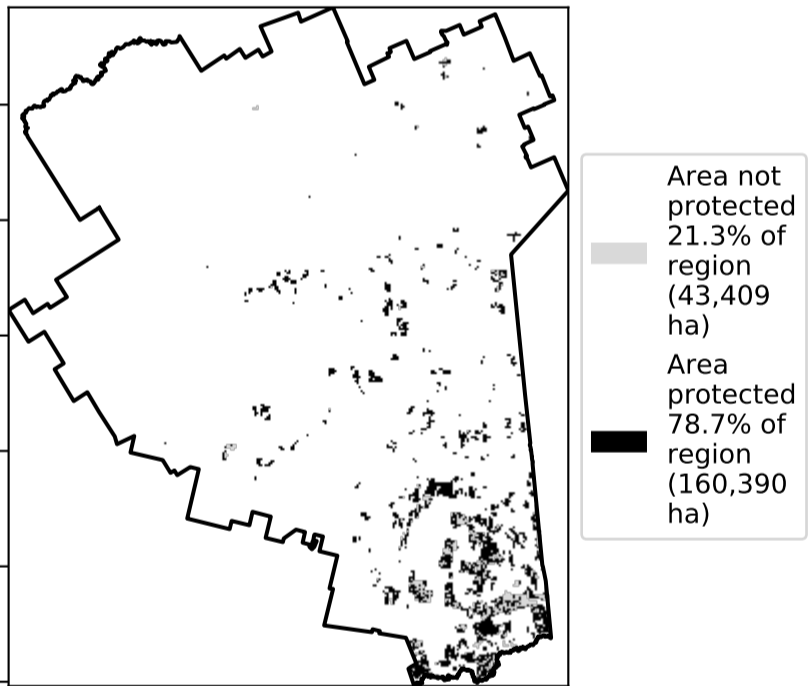 Area not
protected
21.3% of
region
(43,409
ha)
Area
protected
78.7% of
region
(160,390
ha)